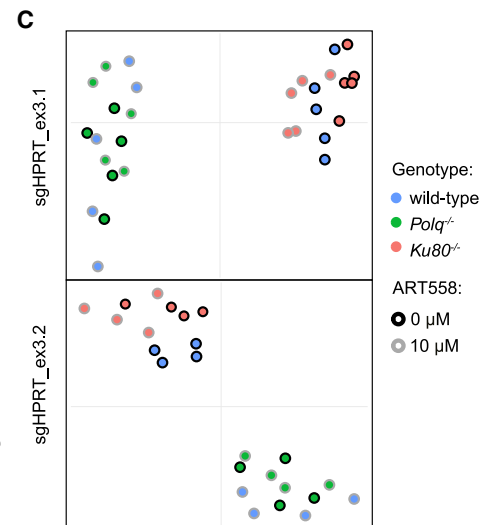 C
sgHPRT_ex3.1
sgHPRT_ex3.2
Genotype:
wild-type
Polq-/-
Ku80-/-
ART558:
0 µM
10 µM